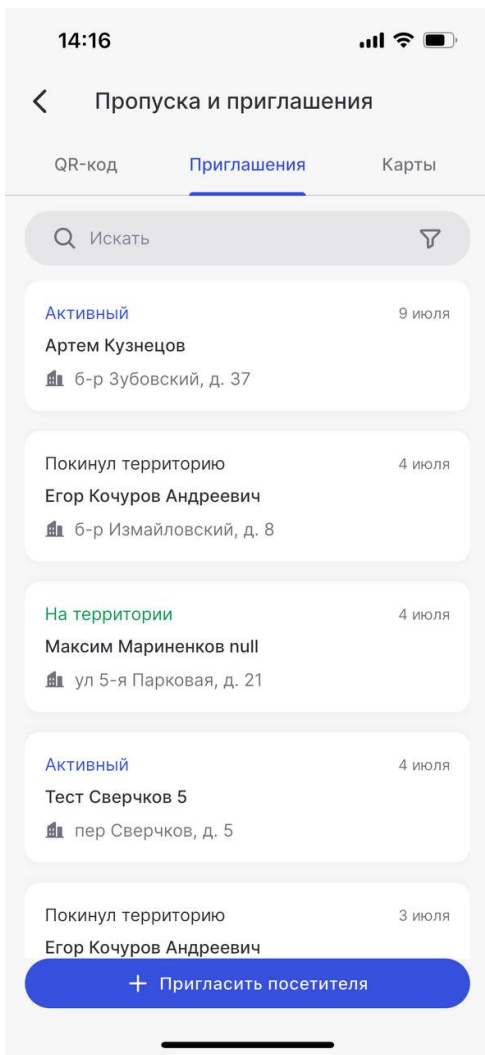 14:16
Пропуска и приглашения
QR-код Приглашения Карты
Искать
Активный 9 июля
Артем Кузнецов
б-р Зубовский, д. 37
Покинул территорию 4 июля
Егор Кочуров Андреевич
б-р Измайловский, д. 8
На территории 4 июля
Максим Мариненков null
ул 5-я Парковая, д. 21
Активный 4 июля
Тест Сверчков 5
пер Сверчков, д. 5
Покинул территорию 3 июля
Егор Кочуров Андреевич
+ Пригласить посетителя